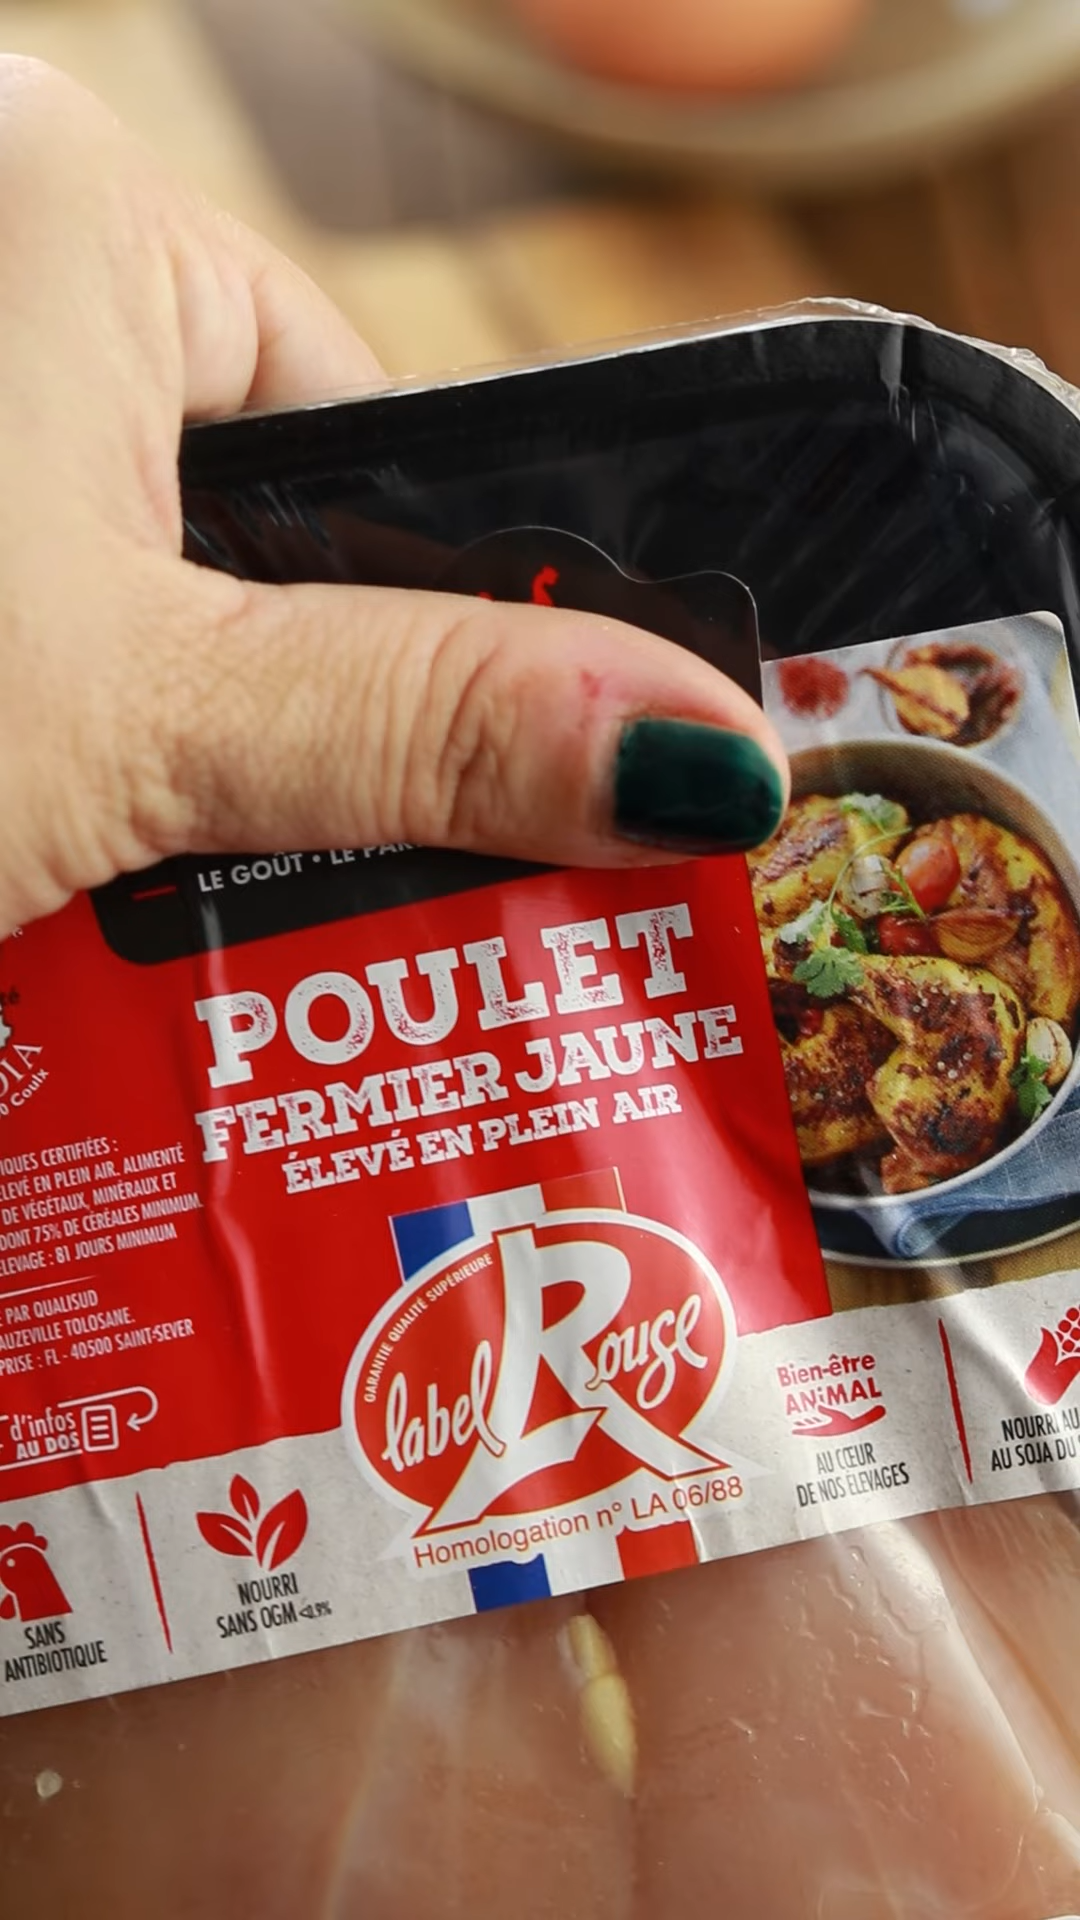 LE GOÛT • LE
POULET
FERMIER JAUNE
ÉLEVÉ EN PLEIN AIR
IQUES CERTIFIÉES :
ÉLEVÉ EN PLEIN AIR. ALIMENTÉ
DE VÉGÉTAUX, MINÉRAUX ET
DONT 75% DE CÉRÉALES MINIMUM.
ELEVAGE : 81 JOURS MINIMUM
PAR QUALISUD
AUZEVILLE TOLOSANE.
PRISE : FL - 40500 SAINT-SEVER
d'infos
AU DOS
GARANTIE QUALITÉ SUPÉRIEURE
label Rouge
Homologation n° LA 06/88
SANS
ANTIBIOTIQUE
NOURRI
SANS OGM <0,9%
Bien-être
ANiMAL
AU CŒUR
DE NOS ÉLEVAGES
NOURRI AU
AU SOJA DU